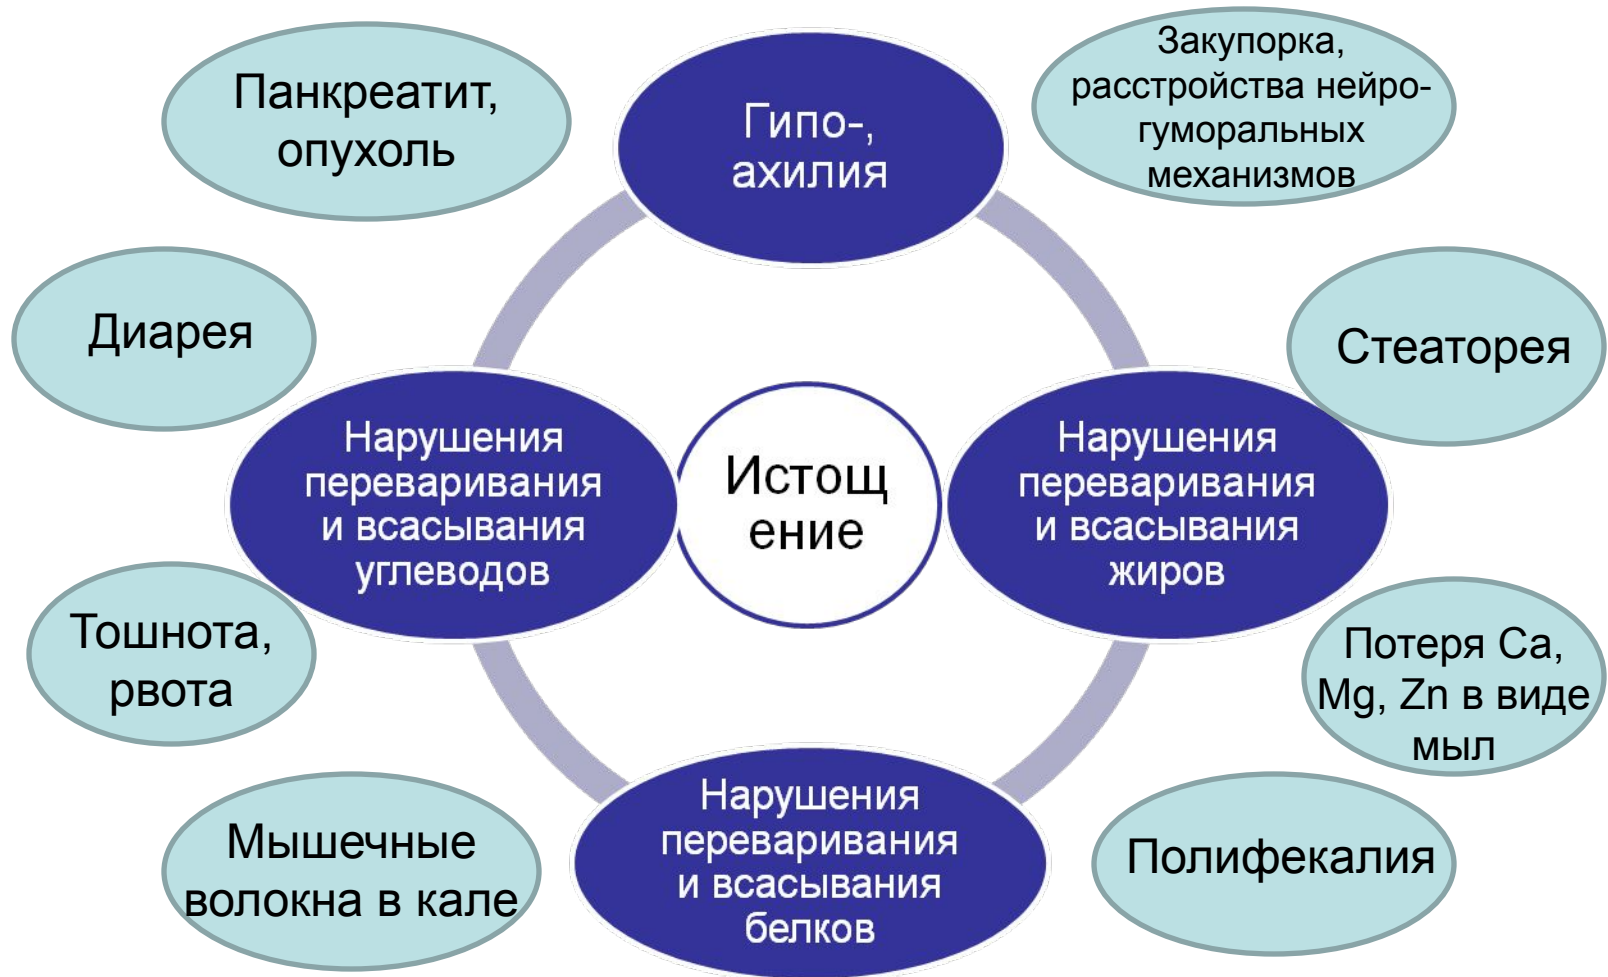 Панкреатит,
опухоль
Гипо-,
ахилия
Закупорка,
расстройства нейро-
гуморальных
механизмов
Диарея
Стеаторея
Нарушения
переваривания
и всасывания
углеводов
Истощ
ение
Нарушения
переваривания
и всасывания
жиров
Тошнота,
рвота
Потеря Ca,
Mg, Zn в виде
мыл
Мышечные
волокна в кале
Нарушения
переваривания
и всасывания
белков
Полифекалия